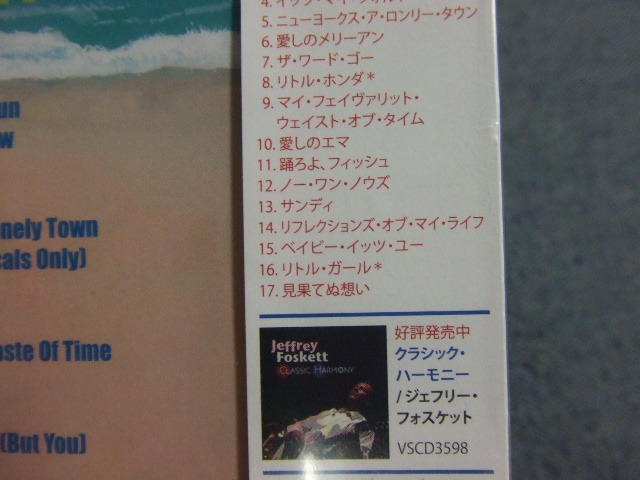 un
w
nely Town
cals Only)
aste Of Time
(But You)
5. ニューヨークス・ア・ロンリー・タウン
6. 愛しのメリーアン
7. ザ・ワード・ゴー
8. リトル・ホンダ*
9. マイ・フェイヴァリット・
ウェイスト・オブ・タイム
10. 愛しのエマ
11. 踊ろよ、フィッシュ
12. ノー・ワン・ノウズ
13. サンディ
14. リフレクションズ・オブ・マイ・ライフ
15. ベイビー・イッツ・ユー
16. リトル・ガール*
17. 見果てぬ想い
Jeffrey
Foskett
CLASSIC HARMONY
好評発売中
クラシック・
ハーモニー
/ジェフリー・
フォスケット
VSCD3598